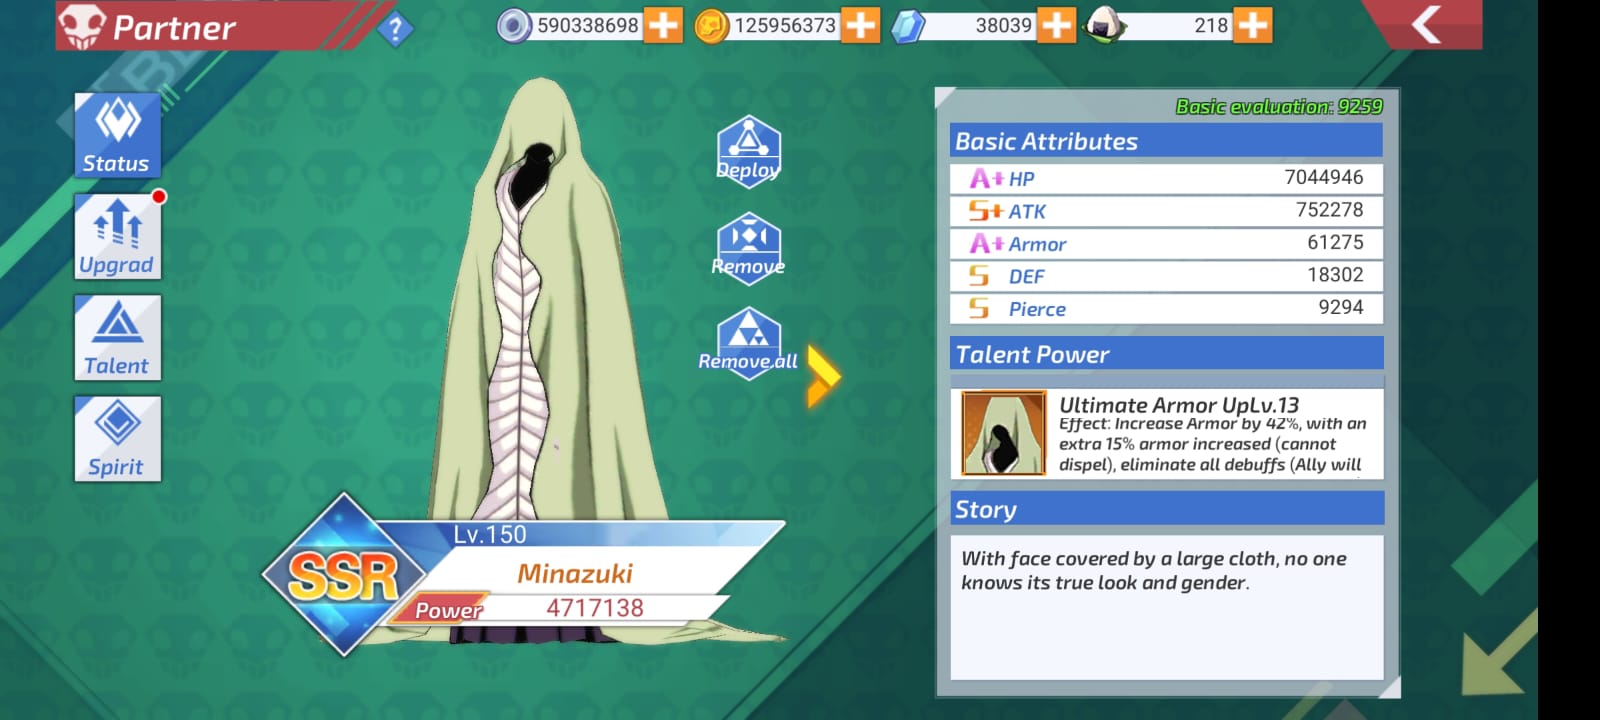 Partner
?
590338698
125956373
38039
218
Status
Upgrad
Talent
Spirit
Deploy
Remove
Remove all
SSR
Lv.150
Minazuki
Power 4717138
Basic evaluation: 9259
Basic Attributes
A+ HP 7044946
S+ ATK 752278
A+ Armor 61275
S DEF 18302
S Pierce 9294
Talent Power
Ultimate Armor UpLv.13
Effect: Increase Armor by 42%, with an
extra 15% armor increased (cannot
dispel), eliminate all debuffs (Ally will
Story
With face covered by a large cloth, no one
knows its true look and gender.